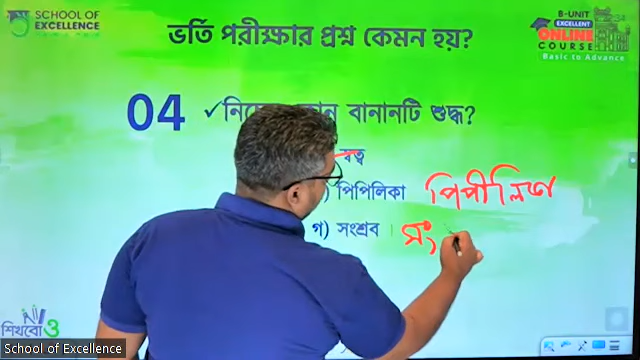 SCHOOL OF
EXCELLENCE
B-UNIT
EXCELLENT
ONLINE
COURSE
Basic to Advance
ভর্তি পরীক্ষার প্রশ্ন কেমন হয়?
04 ✓ বানানটি শুদ্ধ?
স্বত্ব
পিপিলিকা পিপীলিকা
গ) সংশ্রব সং
শিখবো ও
School of Excellence